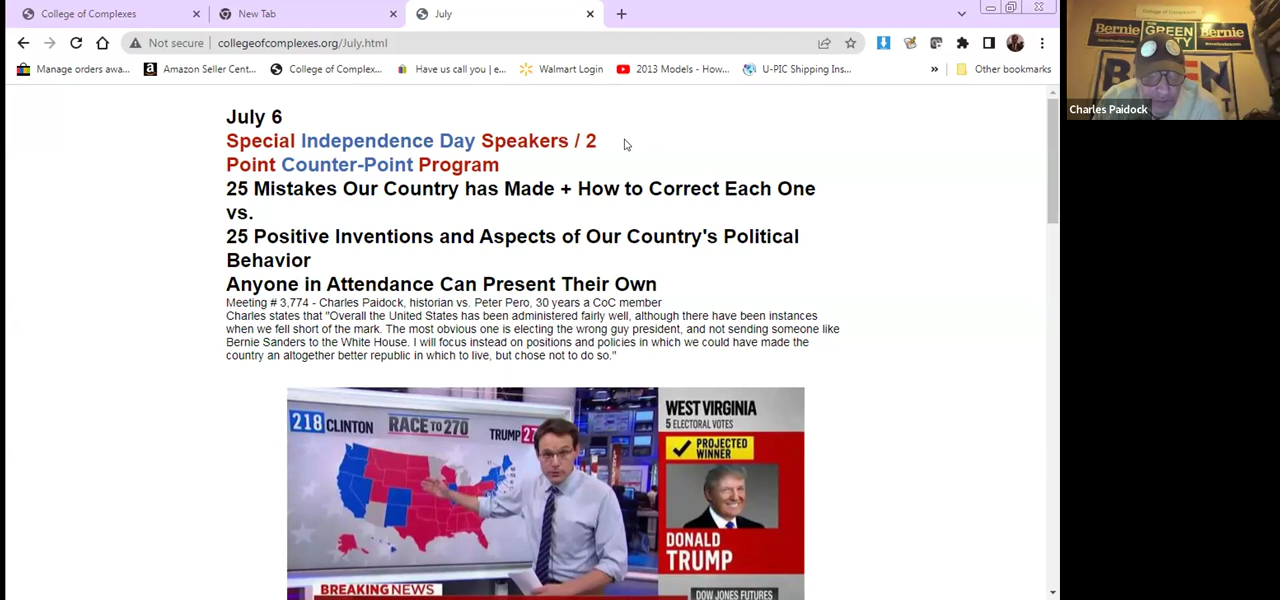 College of Complexes
New Tab
July
Not secure
collegeofcomplexes.org/July.html
Manage orders awa...
Amazon Seller Cent...
College of Complex...
Have us call you | e...
Walmart Login
2013 Models - How...
U-PIC Shipping Ins...
»
Other bookmarks
July 6
Special Independence Day Speakers / 2
Point Counter-Point Program
25 Mistakes Our Country has Made + How to Correct Each One
vs.
25 Positive Inventions and Aspects of Our Country's Political
Behavior
Anyone in Attendance Can Present Their Own
Meeting # 3,774 - Charles Paidock, historian vs. Peter Pero, 30 years a CoC member
Charles states that "Overall the United States has been administered fairly well, although there have been instances
when we fell short of the mark. The most obvious one is electing the wrong guy president, and not sending someone like
Bernie Sanders to the White House. I will focus instead on positions and policies in which we could have made the
country an altogether better republic in which to live, but chose not to do so."
218 CLINTON
RACE TO 270
TRUMP
WEST VIRGINIA
5 ELECTORAL VOTES
PROJECTED
WINNER
DONALD
TRUMP
BREAKING NEWS
DOW JONES FUTURES
Bernie
GREEN
Bernie
Charles Paidock